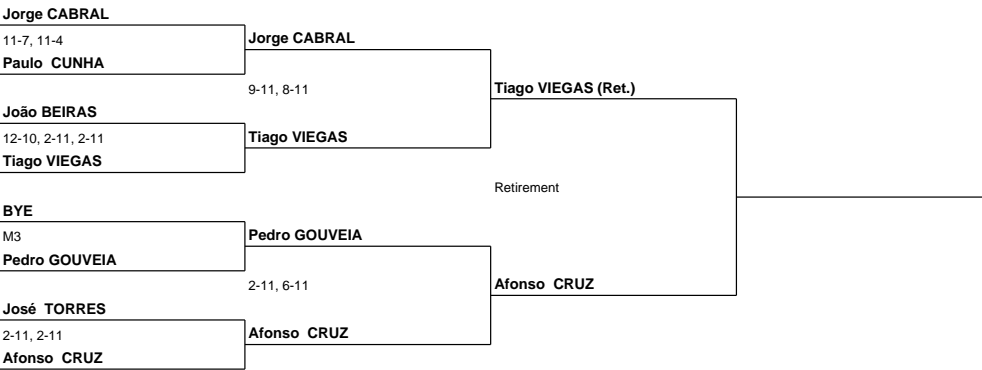 Jorge CABRAL
11-7, 11-4
Jorge CABRAL
Paulo CUNHA
9-11, 8-11
Tiago VIEGAS (Ret.)
João BEIRAS
12-10, 2-11, 2-11
Tiago VIEGAS
Tiago VIEGAS
Retirement
BYE
M3
Pedro GOUVEIA
Pedro GOUVEIA
2-11, 6-11
Afonso CRUZ
José TORRES
2-11, 2-11
Afonso CRUZ
Afonso CRUZ